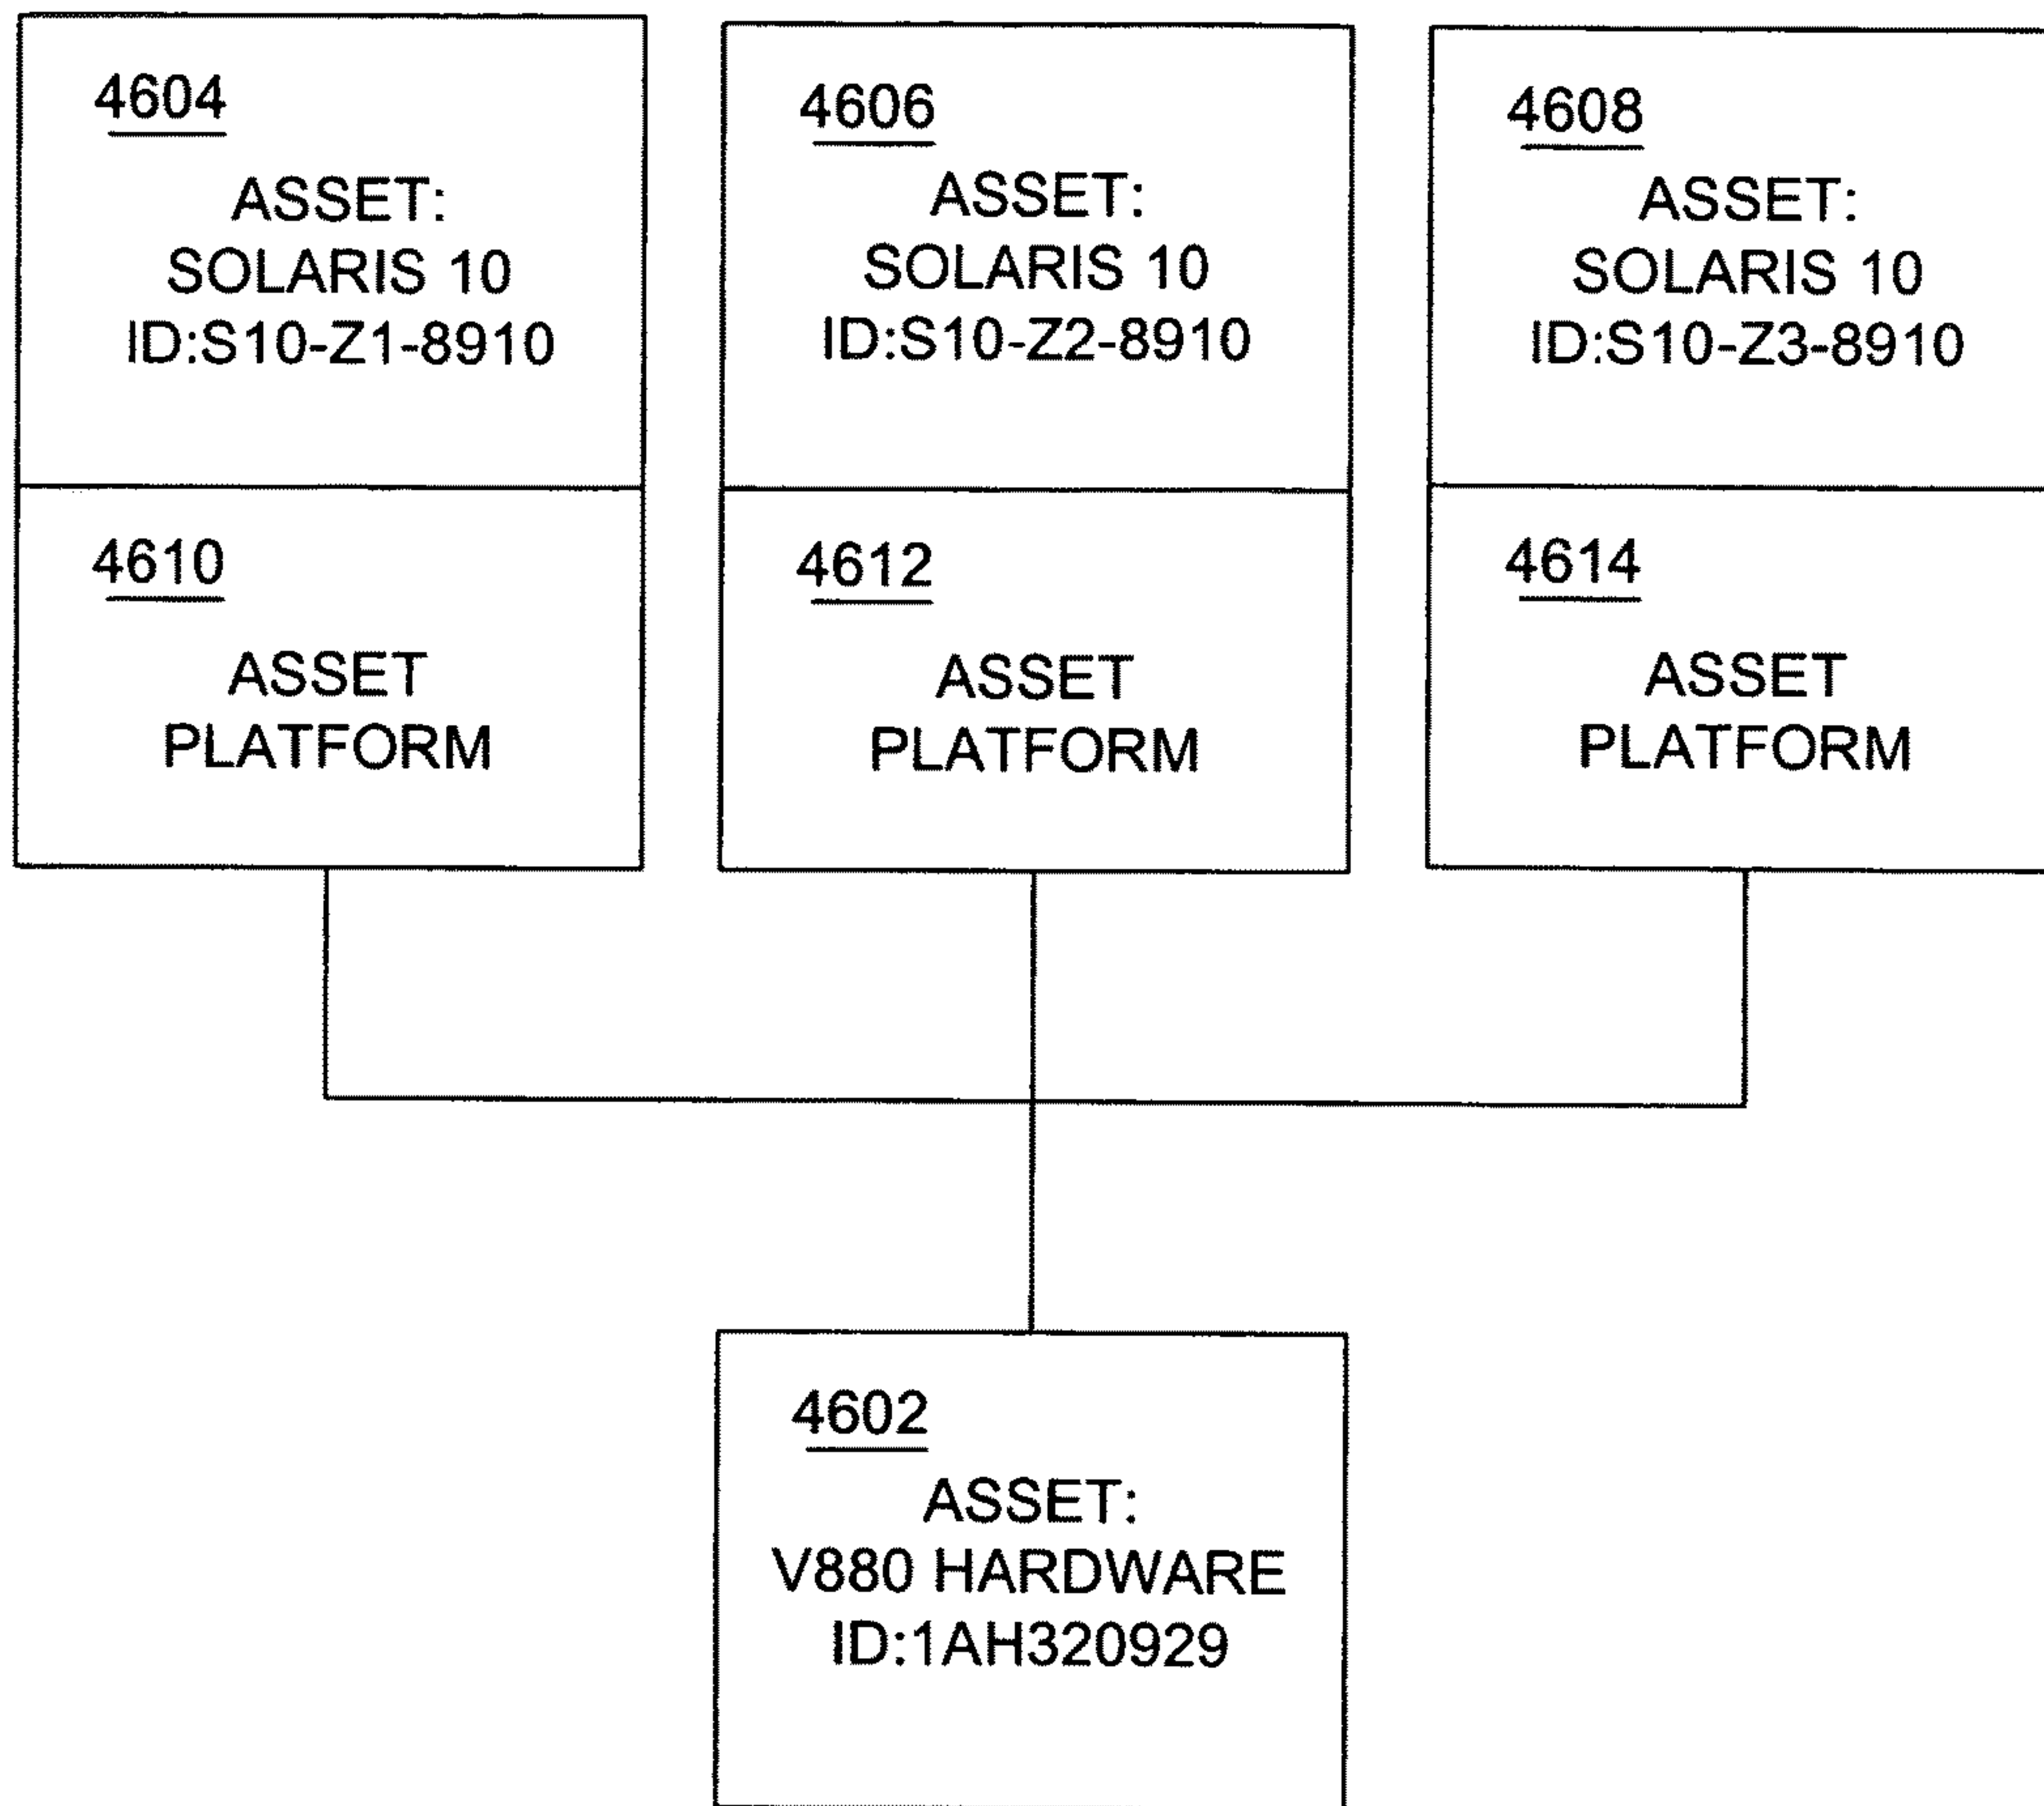 4604
ASSET:
SOLARIS 10
ID:S10-Z1-8910
4606
ASSET:
SOLARIS 10
ID:S10-Z2-8910
4608
ASSET:
SOLARIS 10
ID:S10-Z3-8910
4610
ASSET
PLATFORM
4612
ASSET
PLATFORM
4614
ASSET
PLATFORM
4602
ASSET:
V880 HARDWARE
ID:1AH320929